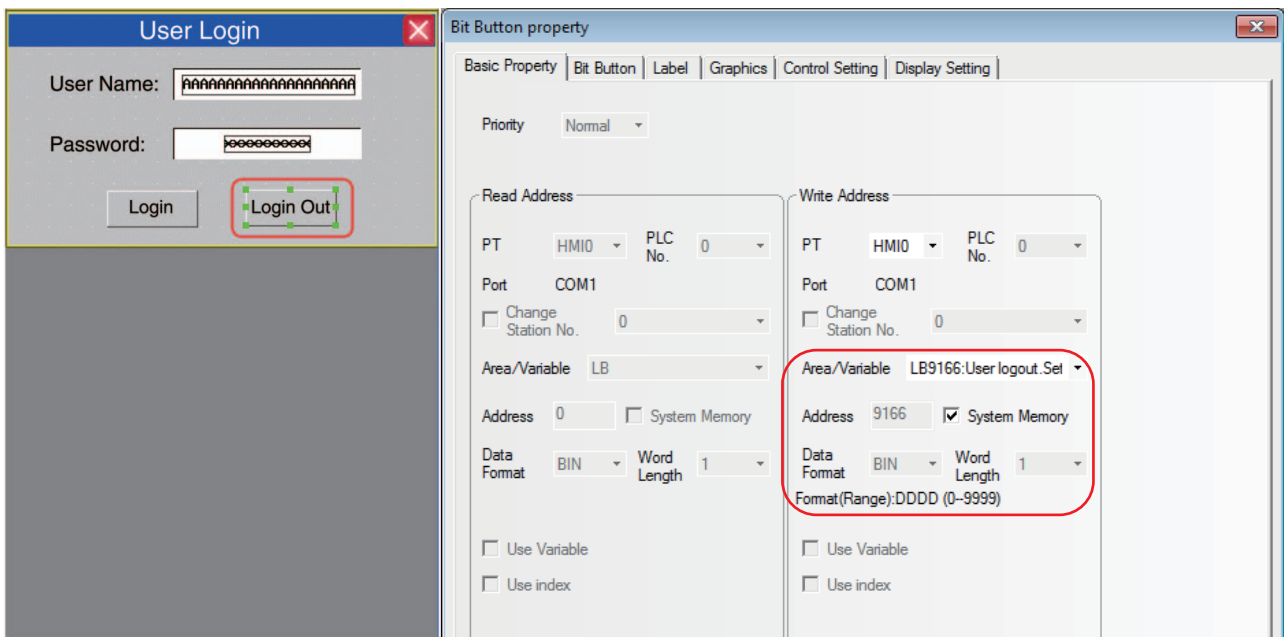 User Login
User Name: AAAAAAAAAAAAAAAAAAAA
Password:
Login
Login Out
Bit Button property
Basic Property
Bit Button
Label
Graphics
Control Setting
Display Setting
Priority Normal
Read Address
PT HMI0 PLC No. 0
Port COM1
Change Station No. 0
Area/Variable LB
Address 0 System Memory
Data Format BIN Word Length 1
Use Variable
Use index
Write Address
PT HMI0 PLC No. 0
Port COM1
Change Station No. 0
Area/Variable LB9166:User logout.Set
Address 9166 System Memory
Data Format BIN Word Length 1
Format(Range):DDDD (0--9999)
Use Variable
Use index